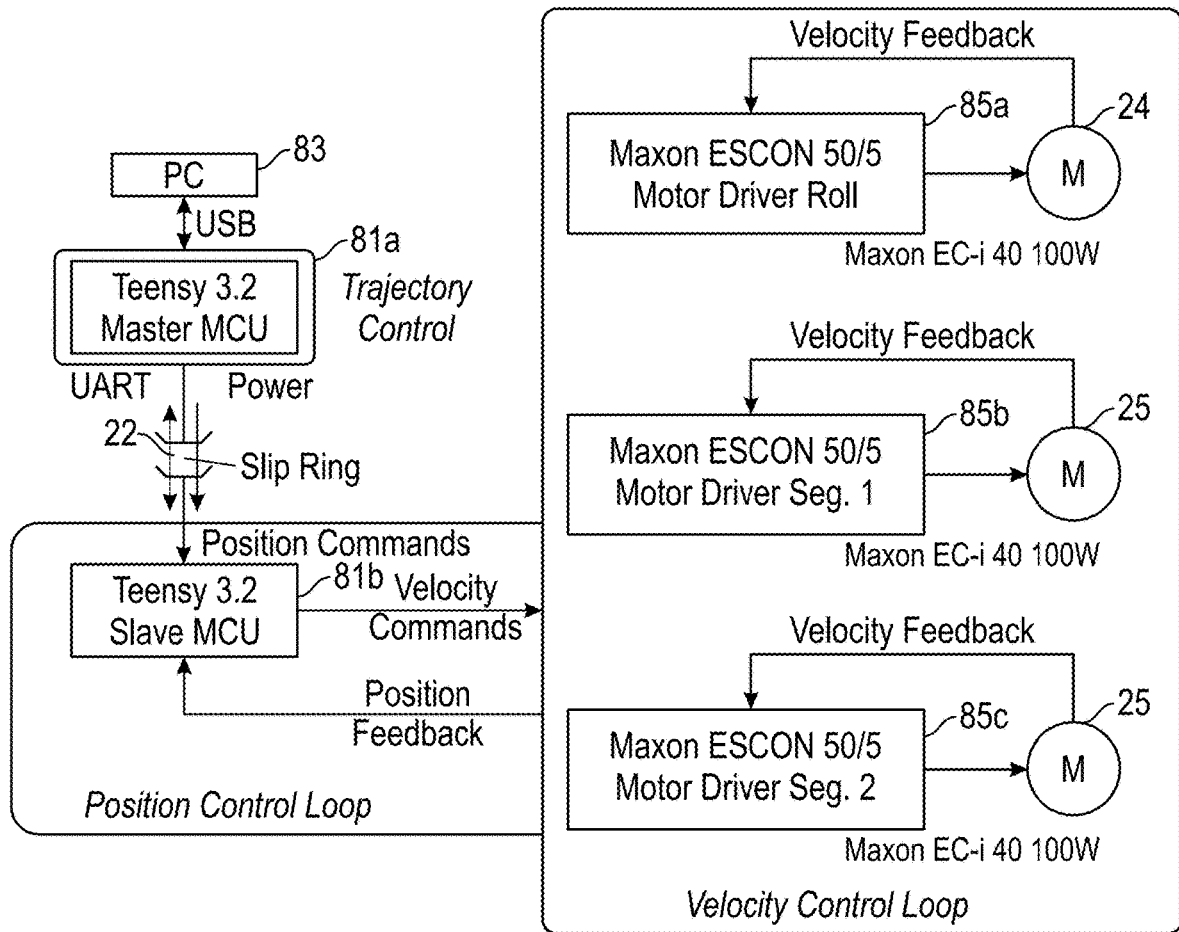 PC
83
USB
Teensy 3.2
Master MCU
81a
Trajectory
Control
UART
Power
22
Slip Ring
Position Commands
Teensy 3.2
Slave MCU
81b
Velocity
Commands
Position
Feedback
Position Control Loop
Velocity Feedback
Maxon ESCON 50/5
Motor Driver Roll
85a
24
M
Maxon EC-i 40 100W
Velocity Feedback
Maxon ESCON 50/5
Motor Driver Seg. 1
85b
25
M
Maxon EC-i 40 100W
Velocity Feedback
Maxon ESCON 50/5
Motor Driver Seg. 2
85c
25
M
Maxon EC-i 40 100W
Velocity Control Loop